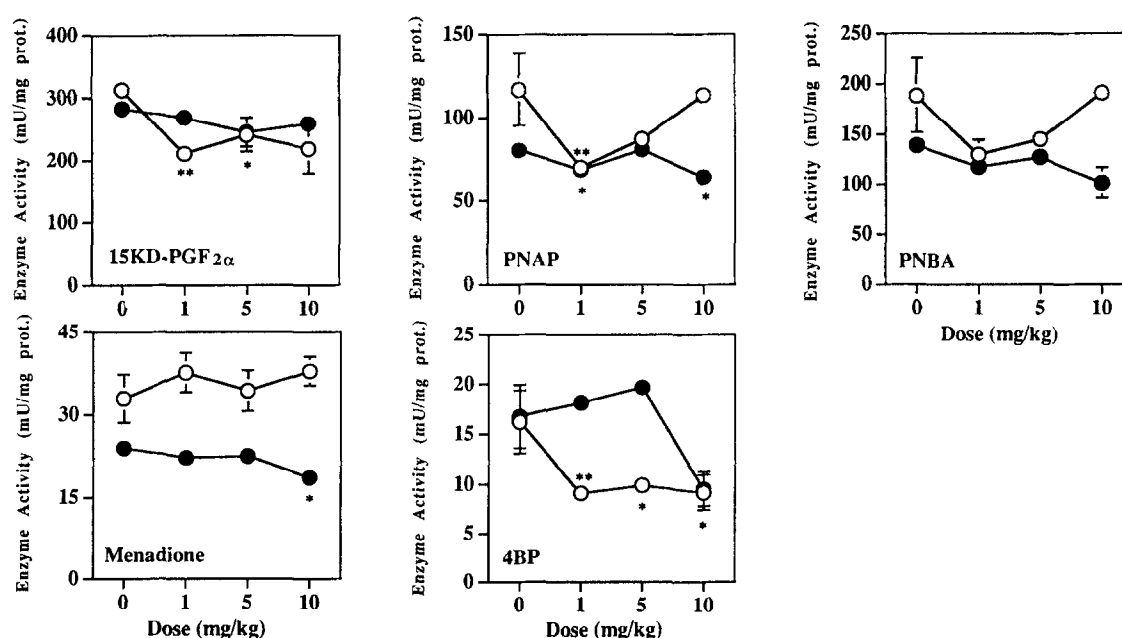 Enzyme Activity (mU/mg prot.)
400
300
200
100
0
**
*
15KD-PGF2α
0 1 5 10
Enzyme Activity (mU/mg prot.)
150
100
50
0
**
*
*
PNAP
0 1 5 10
Enzyme Activity (mU/mg prot.)
250
200
150
100
50
0
PNBA
0 1 5 10
Dose (mg/kg)
Enzyme Activity (mU/mg prot.)
45
30
15
0
*
Menadione
0 1 5 10
Dose (mg/kg)
Enzyme Activity (mU/mg prot.)
25
20
15
10
5
0
**
*
*
4BP
0 1 5 10
Dose (mg/kg)